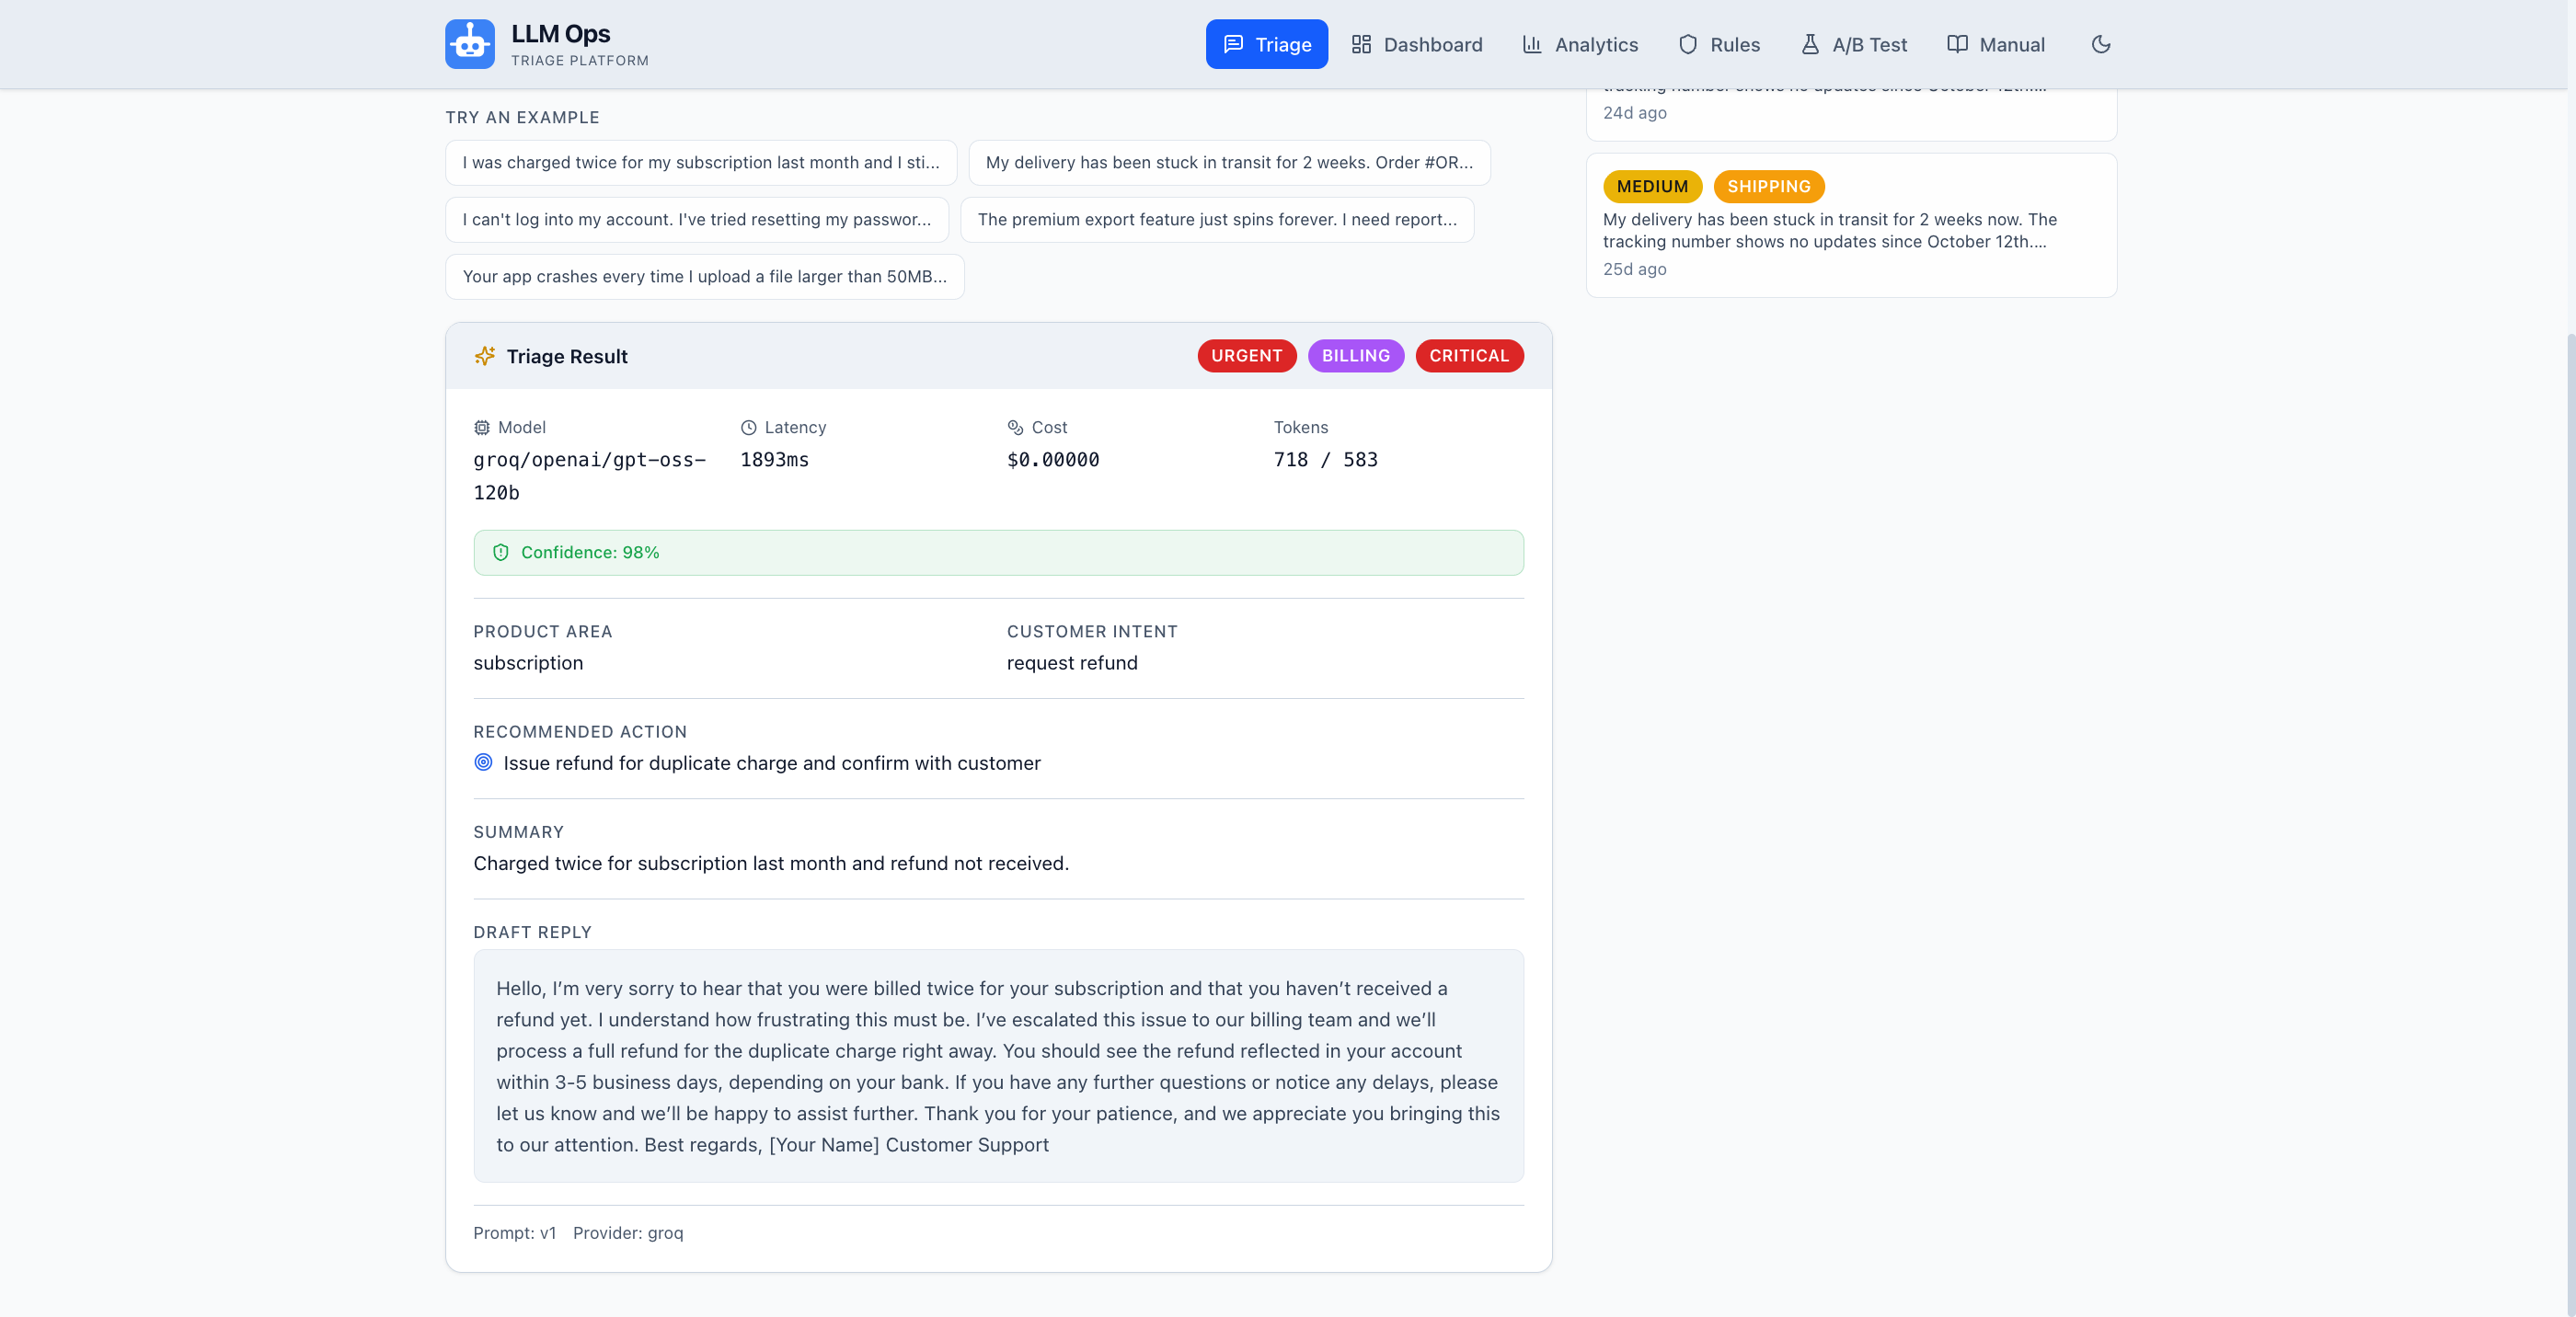 LLM Ops
TRIAGE PLATFORM
Triage
Dashboard
Analytics
Rules
A/B Test
Manual
TRY AN EXAMPLE
I was charged twice for my subscription last month and I sti...
My delivery has been stuck in transit for 2 weeks. Order #OR...
I can't log into my account. I've tried resetting my passwor...
The premium export feature just spins forever. I need report...
Your app crashes every time I upload a file larger than 50MB...
tracking number shows no updates since October 12th....
24d ago
MEDIUM
SHIPPING
My delivery has been stuck in transit for 2 weeks now. The
tracking number shows no updates since October 12th....
25d ago
Triage Result
URGENT
BILLING
CRITICAL
Model
groq/openai/gpt-oss-
120b
Latency
1893ms
Cost
$0.00000
Tokens
718 / 583
Confidence: 98%
PRODUCT AREA
subscription
CUSTOMER INTENT
request refund
RECOMMENDED ACTION
Issue refund for duplicate charge and confirm with customer
SUMMARY
Charged twice for subscription last month and refund not received.
DRAFT REPLY
Hello, I’m very sorry to hear that you were billed twice for your subscription and that you haven’t received a
refund yet. I understand how frustrating this must be. I’ve escalated this issue to our billing team and we’ll
process a full refund for the duplicate charge right away. You should see the refund reflected in your account
within 3-5 business days, depending on your bank. If you have any further questions or notice any delays, please
let us know and we’ll be happy to assist further. Thank you for your patience, and we appreciate you bringing this
to our attention. Best regards, [Your Name] Customer Support
Prompt: v1
Provider: groq